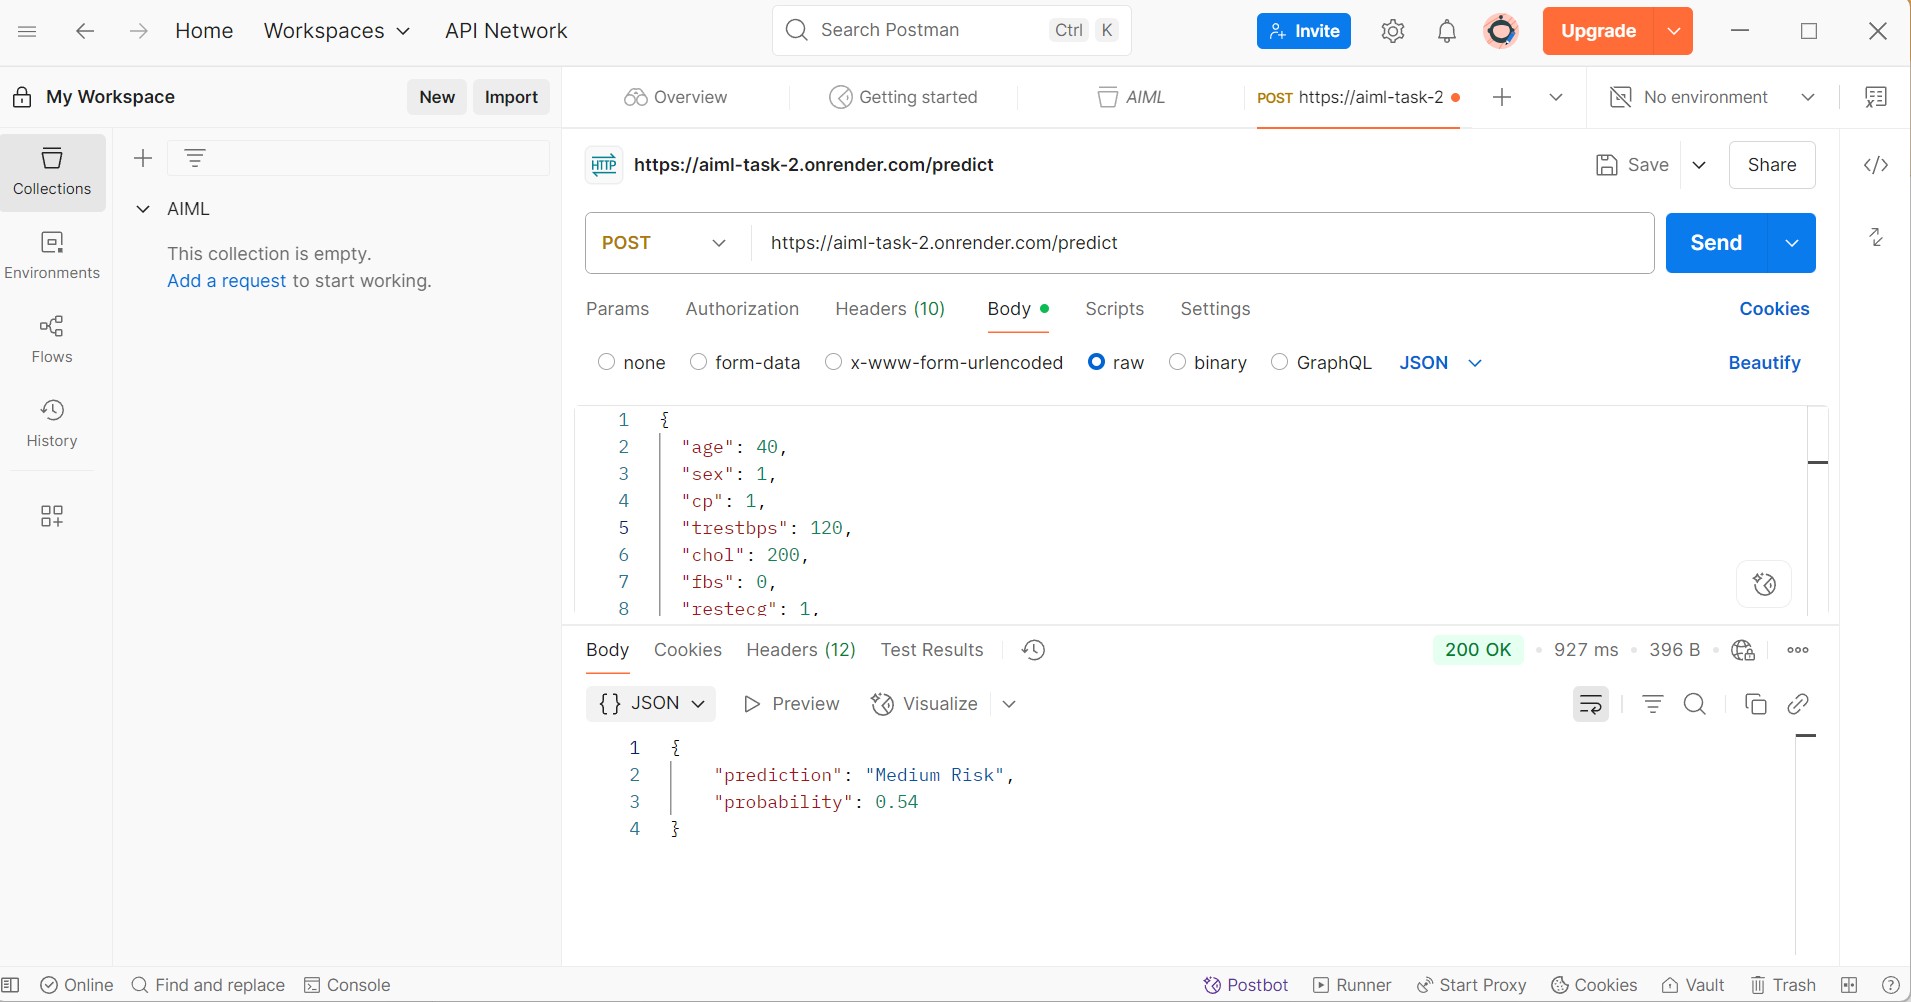 Home Workspaces API Network Search Postman Ctrl K Invite Upgrade
My Workspace New Import Overview Getting started AIML POST https://aiml-task-2 No environment
Collections
Environments
Flows
History
AIML
This collection is empty.
Add a request to start working.
HTTP https://aiml-task-2.onrender.com/predict Save Share
POST https://aiml-task-2.onrender.com/predict Send
Params Authorization Headers (10) Body Scripts Settings Cookies
none form-data x-www-form-urlencoded raw binary GraphQL JSON Beautify
1 {
2 "age": 40,
3 "sex": 1,
4 "cp": 1,
5 "trestbps": 120,
6 "chol": 200,
7 "fbs": 0,
8 "restecg": 1,
Body Cookies Headers (12) Test Results 200 OK 927 ms 396 B
{} JSON Preview Visualize
1 {
2 "prediction": "Medium Risk",
3 "probability": 0.54
4 }
Online Find and replace Console Postbot Runner Start Proxy Cookies Vault Trash